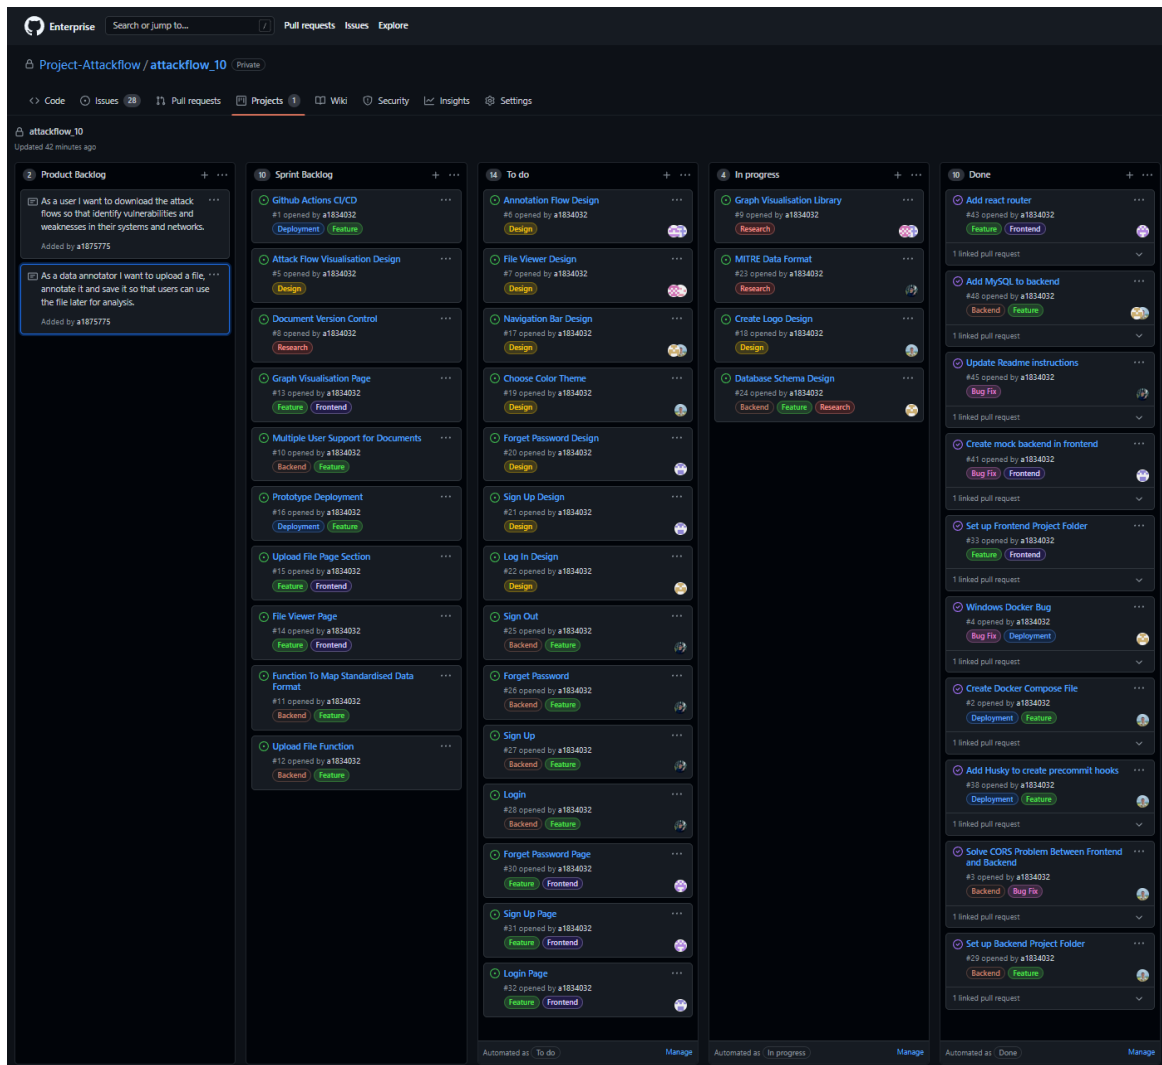 Enterprise
Search or jump to...
/
Pull requests
Issues
Explore
Project-Attackflow / attackflow_10
Private
Code
Issues 28
Pull requests
Projects 1
Wiki
Security
Insights
Settings
attackflow_10
Updated 42 minutes ago
2 Product Backlog
As a user I want to download the attack
flows so that identify vulnerabilities and
weaknesses in their systems and networks.
Added by a1875775
As a data annotator I want to upload a file,
annotate it and save it so that users can use
the file later for analysis.
Added by a1875775
10 Sprint Backlog
Github Actions CI/CD
#1 opened by a1834032
Deployment Feature
Attack Flow Visualisation Design
#5 opened by a1834032
Design
Document Version Control
#8 opened by a1834032
Research
Graph Visualisation Page
#13 opened by a1834032
Feature Frontend
Multiple User Support for Documents
#10 opened by a1834032
Backend Feature
Prototype Deployment
#16 opened by a1834032
Deployment Feature
Upload File Page Section
#15 opened by a1834032
Feature Frontend
File Viewer Page
#14 opened by a1834032
Feature Frontend
Function To Map Standardised Data
Format
#11 opened by a1834032
Backend Feature
Upload File Function
#12 opened by a1834032
Backend Feature
14 To do
Annotation Flow Design
#6 opened by a1834032
Design
File Viewer Design
#7 opened by a1834032
Design
Navigation Bar Design
#17 opened by a1834032
Design
Choose Color Theme
#19 opened by a1834032
Design
Forget Password Design
#20 opened by a1834032
Design
Sign Up Design
#21 opened by a1834032
Design
Log In Design
#22 opened by a1834032
Design
Sign Out
#25 opened by a1834032
Backend Feature
Forget Password
#26 opened by a1834032
Backend Feature
Sign Up
#27 opened by a1834032
Backend Feature
Login
#28 opened by a1834032
Backend Feature
Forget Password Page
#30 opened by a1834032
Feature Frontend
Sign Up Page
#31 opened by a1834032
Feature Frontend
Login Page
#32 opened by a1834032
Feature Frontend
Automated as To do
Manage
4 In progress
Graph Visualisation Library
#9 opened by a1834032
Research
MITRE Data Format
#23 opened by a1834032
Research
Create Logo Design
#18 opened by a1834032
Design
Database Schema Design
#24 opened by a1834032
Backend Feature Research
Automated as In progress
Manage
10 Done
Add react router
#43 opened by a1834032
Feature Frontend
1 linked pull request
Add MySQL to backend
#48 opened by a1834032
Backend Feature
1 linked pull request
Update Readme instructions
#45 opened by a1834032
Bug Fix
1 linked pull request
Create mock backend in frontend
#41 opened by a1834032
Bug Fix Frontend
1 linked pull request
Set up Frontend Project Folder
#33 opened by a1834032
Feature Frontend
1 linked pull request
Windows Docker Bug
#4 opened by a1834032
Bug Fix Deployment
1 linked pull request
Create Docker Compose File
#2 opened by a1834032
Deployment Feature
1 linked pull request
Add Husky to create precommit hooks
#38 opened by a1834032
Deployment Feature
1 linked pull request
Solve CORS Problem Between Frontend
and Backend
#3 opened by a1834032
Backend Bug Fix
1 linked pull request
Set up Backend Project Folder
#29 opened by a1834032
Backend Feature
1 linked pull request
Automated as Done
Manage